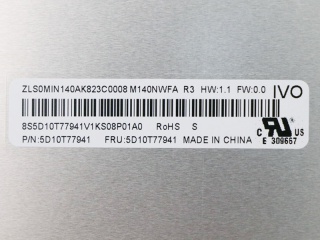 ZLS0MIN140AK823C0008 M140NWFA R3 HW:1.1 FW:0.0 IVO
8S5D10T77941V1KS08P01A0 RoHS S
C US
P/N:5D10T77941 FRU:5D10T77941 MADE IN CHINA E 309667